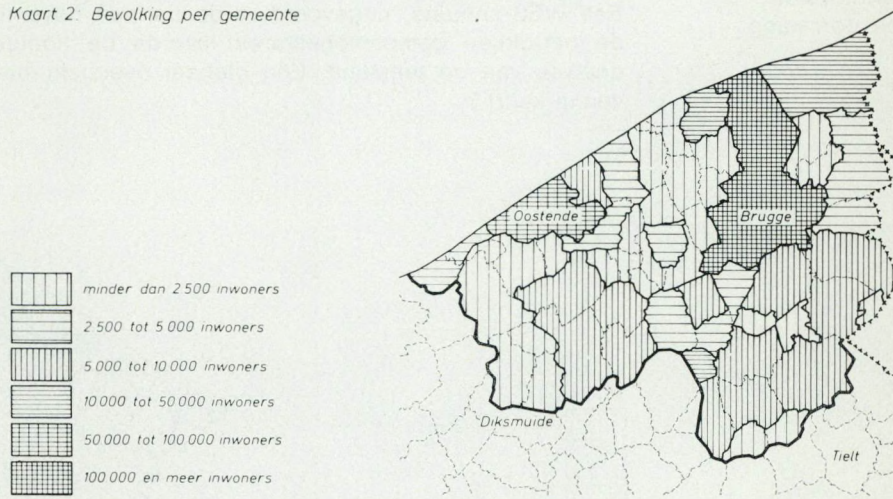 Kaart 2: Bevolking per gemeente
Oostende
Brugge
minder dan 2.500 inwoners
2 500 tot 5 000 inwoners
5 000 tot 10 000 inwoners
10 000 tot 50 000 inwoners
50 000 tot 100 000 inwoners
100 000 en meer inwoners
Diksmuide
Tielt